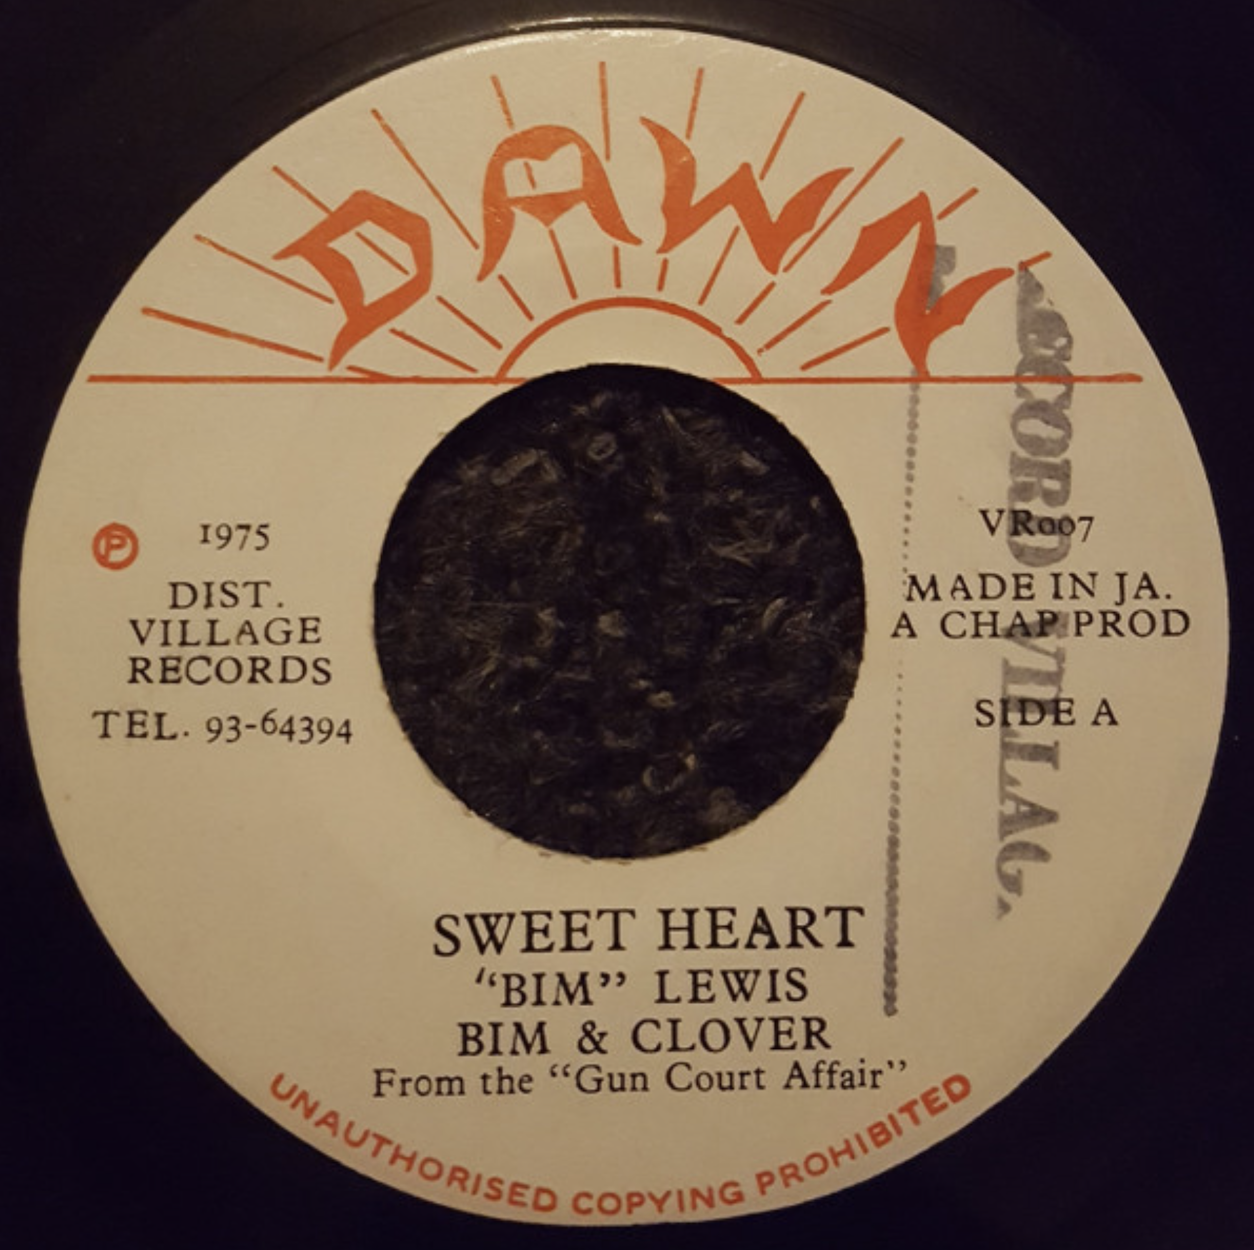 DAWN
Ⓟ 1975
DIST.
VILLAGE
RECORDS
TEL. 93-64394
VR007
MADE IN JA.
A CHAP PROD
SIDE A
VILLAG
SWEET HEART
"BIM" LEWIS
BIM & CLOVER
From the "Gun Court Affair"
UNAUTHORISED COPYING PROHIBITED